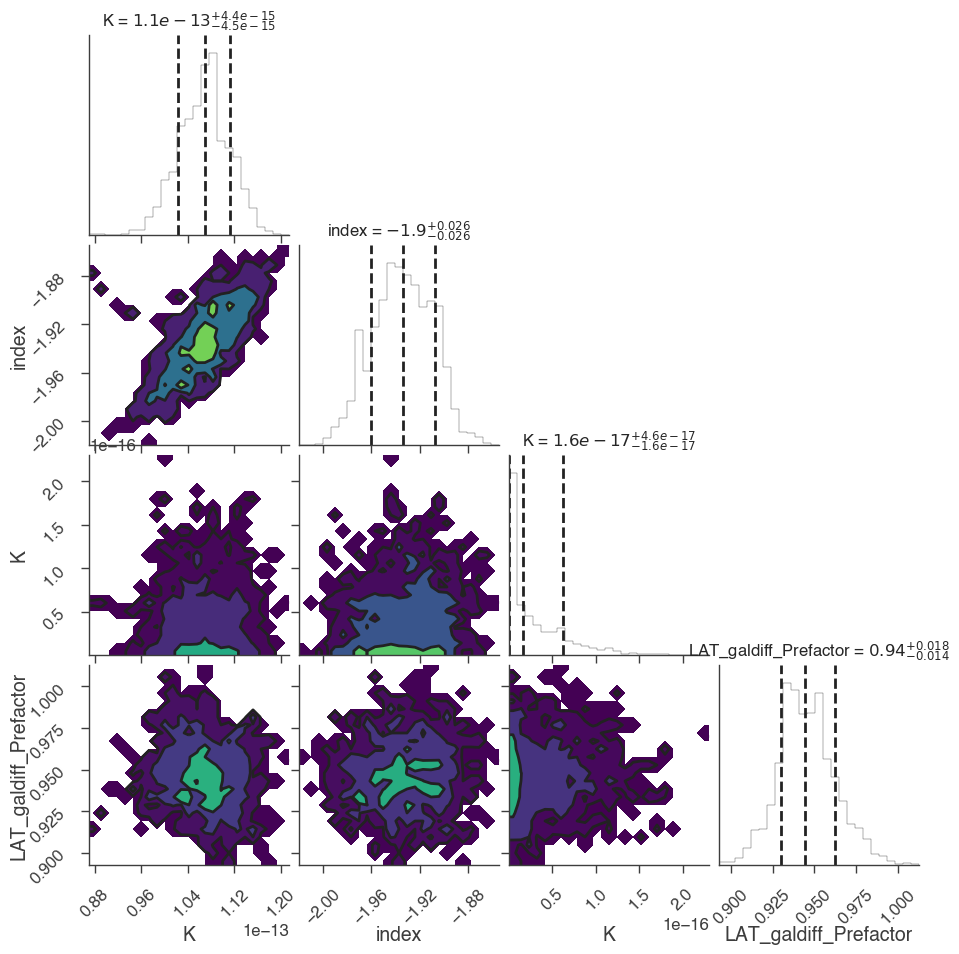 K = 1.1e−13 +4.4e−15 −4.5e−15
index = −1.9 +0.026 −0.026
−1.88
−1.92
−1.96
−2.00
index
1e−16
K = 1.6e−17 +4.6e−17 −1.6e−17
2.0
1.5
1.0
0.5
K
LAT_galdiff_Prefactor = 0.94 +0.018 −0.014
1.000
0.975
0.950
0.925
0.900
LAT_galdiff_Prefactor
0.88 0.96 1.04 1.12 1.20
−2.00 −1.96 −1.92 −1.88
0.5 1.0 1.5 2.0
0.900 0.925 0.950 0.975 1.000
1e−13
1e−16
K index K LAT_galdiff_Prefactor